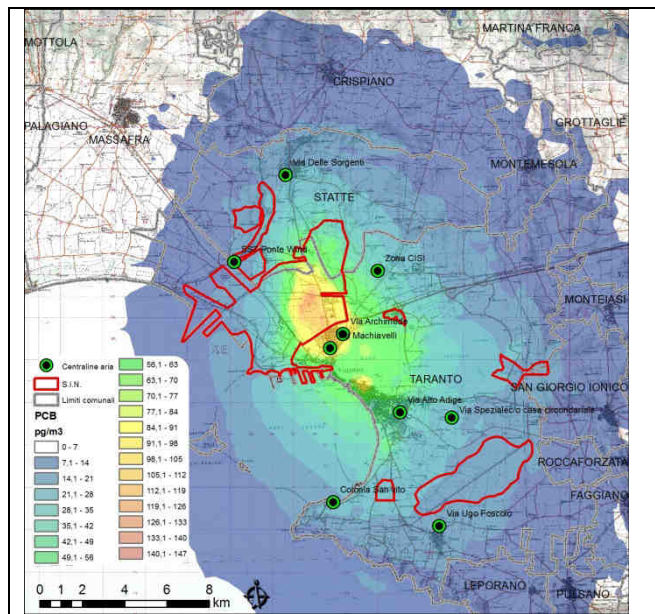 MARTINA FRANCA
MOTTOLA
CRISPIANO
GROTTAGLIE
PALAGIANO
MASSAFRA
MONTEMESOLA
Via Delle Sorgenti
STATTE
SS7 Ponte Wind
Zona CISI
MONTEIASI
Via Archimede
Machiavelli
TARANTO
SAN GIORGIO IONICO
Via Alto Adige
Via Speziale c/o casa circondariale
ROCCAFORZATA
Colonia San Vito
FAGGIANO
Via Ugo Foscolo
LEPORANO
PULSANO
Centraline aria
S.I.N.
Limiti comunali
PCB
pg/m3
0 - 7
7,1 - 14
14,1 - 21
21,1 - 28
28,1 - 35
35,1 - 42
42,1 - 49
49,1 - 56
56,1 - 63
63,1 - 70
70,1 - 77
77,1 - 84
84,1 - 91
91,1 - 98
98,1 - 105
105,1 - 112
112,1 - 119
119,1 - 126
126,1 - 133
133,1 - 140
140,1 - 147
0 1 2 4 6 8
km